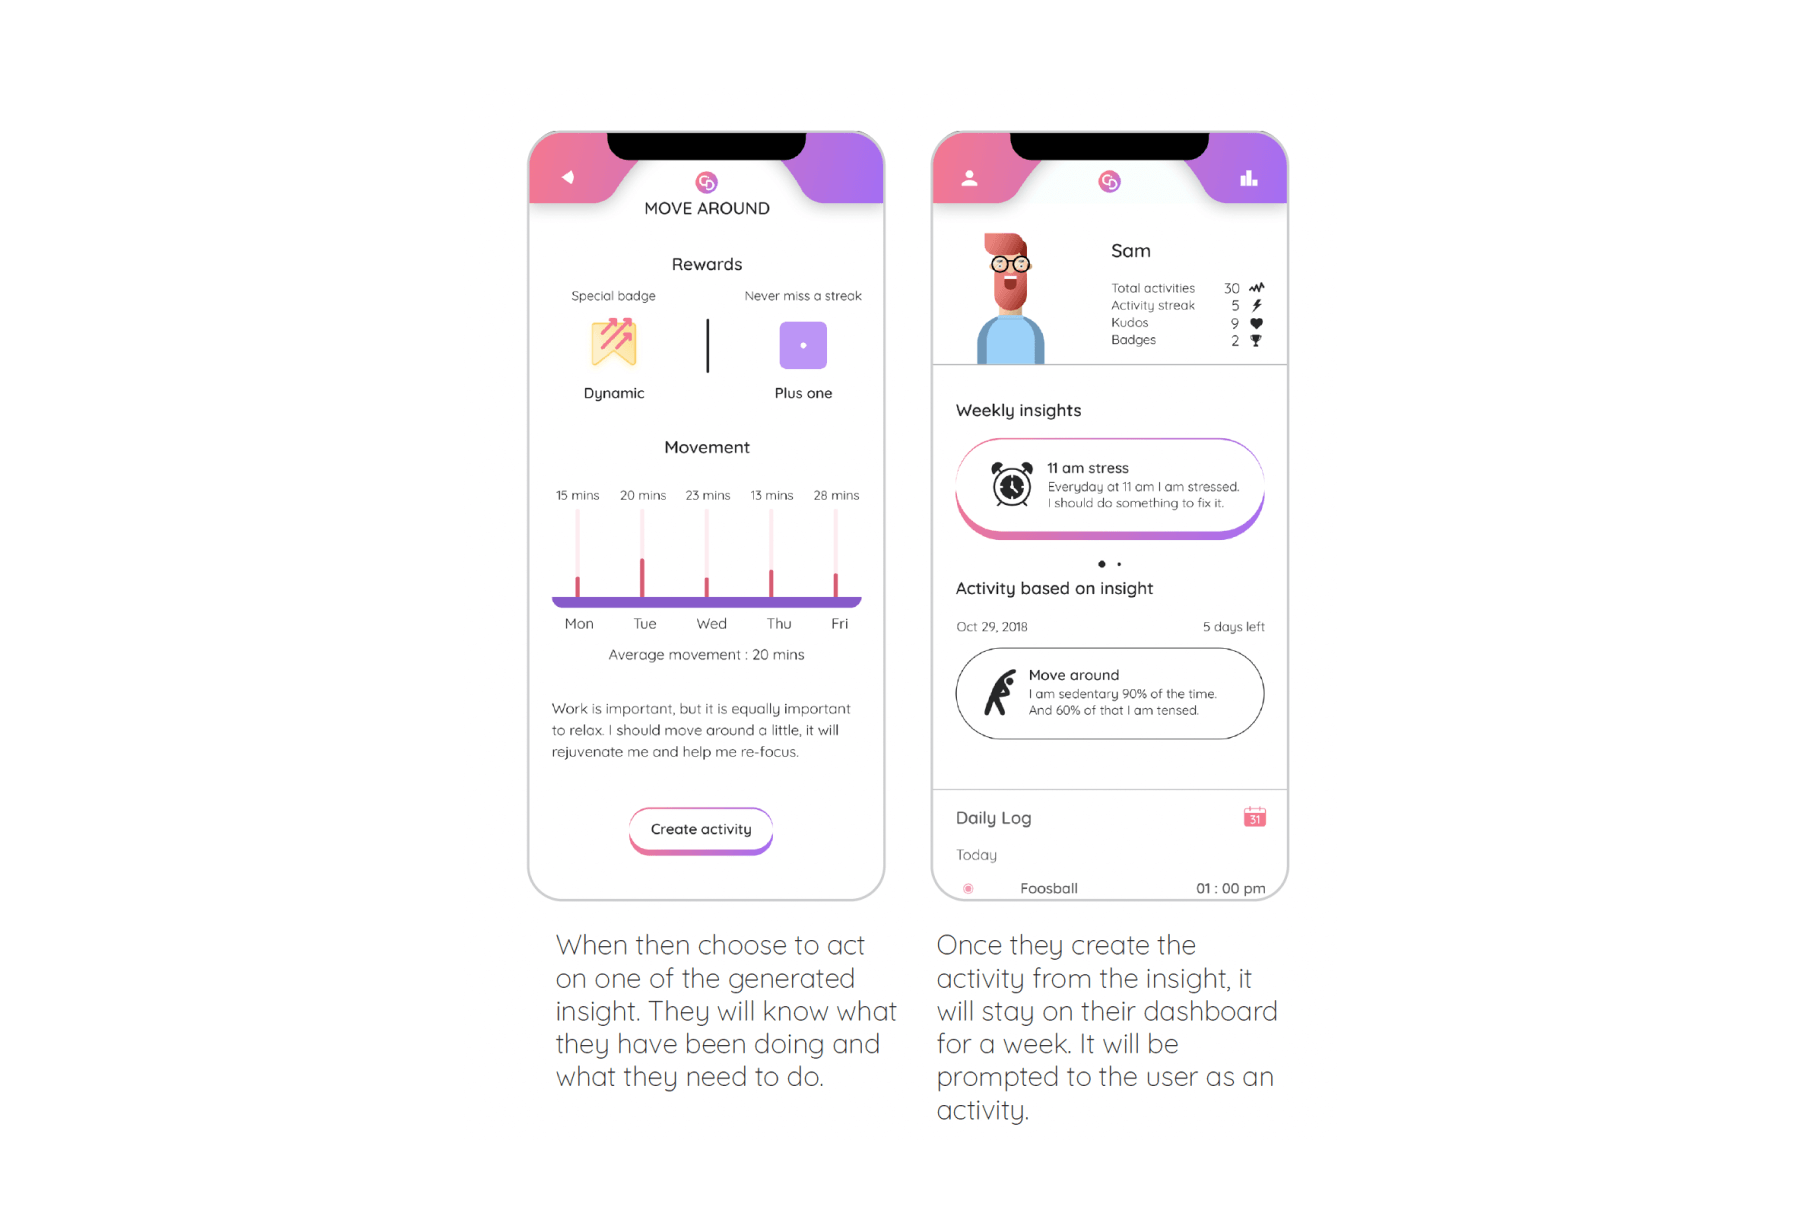 CD
MOVE AROUND
Rewards
Special badge
Never miss a streak
Dynamic
Plus one
Movement
15 mins 20 mins 23 mins 13 mins 28 mins
Mon Tue Wed Thu Fri
Average movement : 20 mins
Work is important, but it is equally important
to relax. I should move around a little, it will
rejuvenate me and help me re-focus.
Create activity
When then choose to act
on one of the generated
insight. They will know what
they have been doing and
what they need to do.
CD
Sam
Total activities 30
Activity streak 5
Kudos 9
Badges 2
Weekly insights
11 am stress
Everyday at 11 am I am stressed.
I should do something to fix it.
Activity based on insight
Oct 29, 2018 5 days left
Move around
I am sedentary 90% of the time.
And 60% of that I am tensed.
Daily Log
31
Today
Foosball 01 : 00 pm
Once they create the
activity from the insight, it
will stay on their dashboard
for a week. It will be
prompted to the user as an
activity.